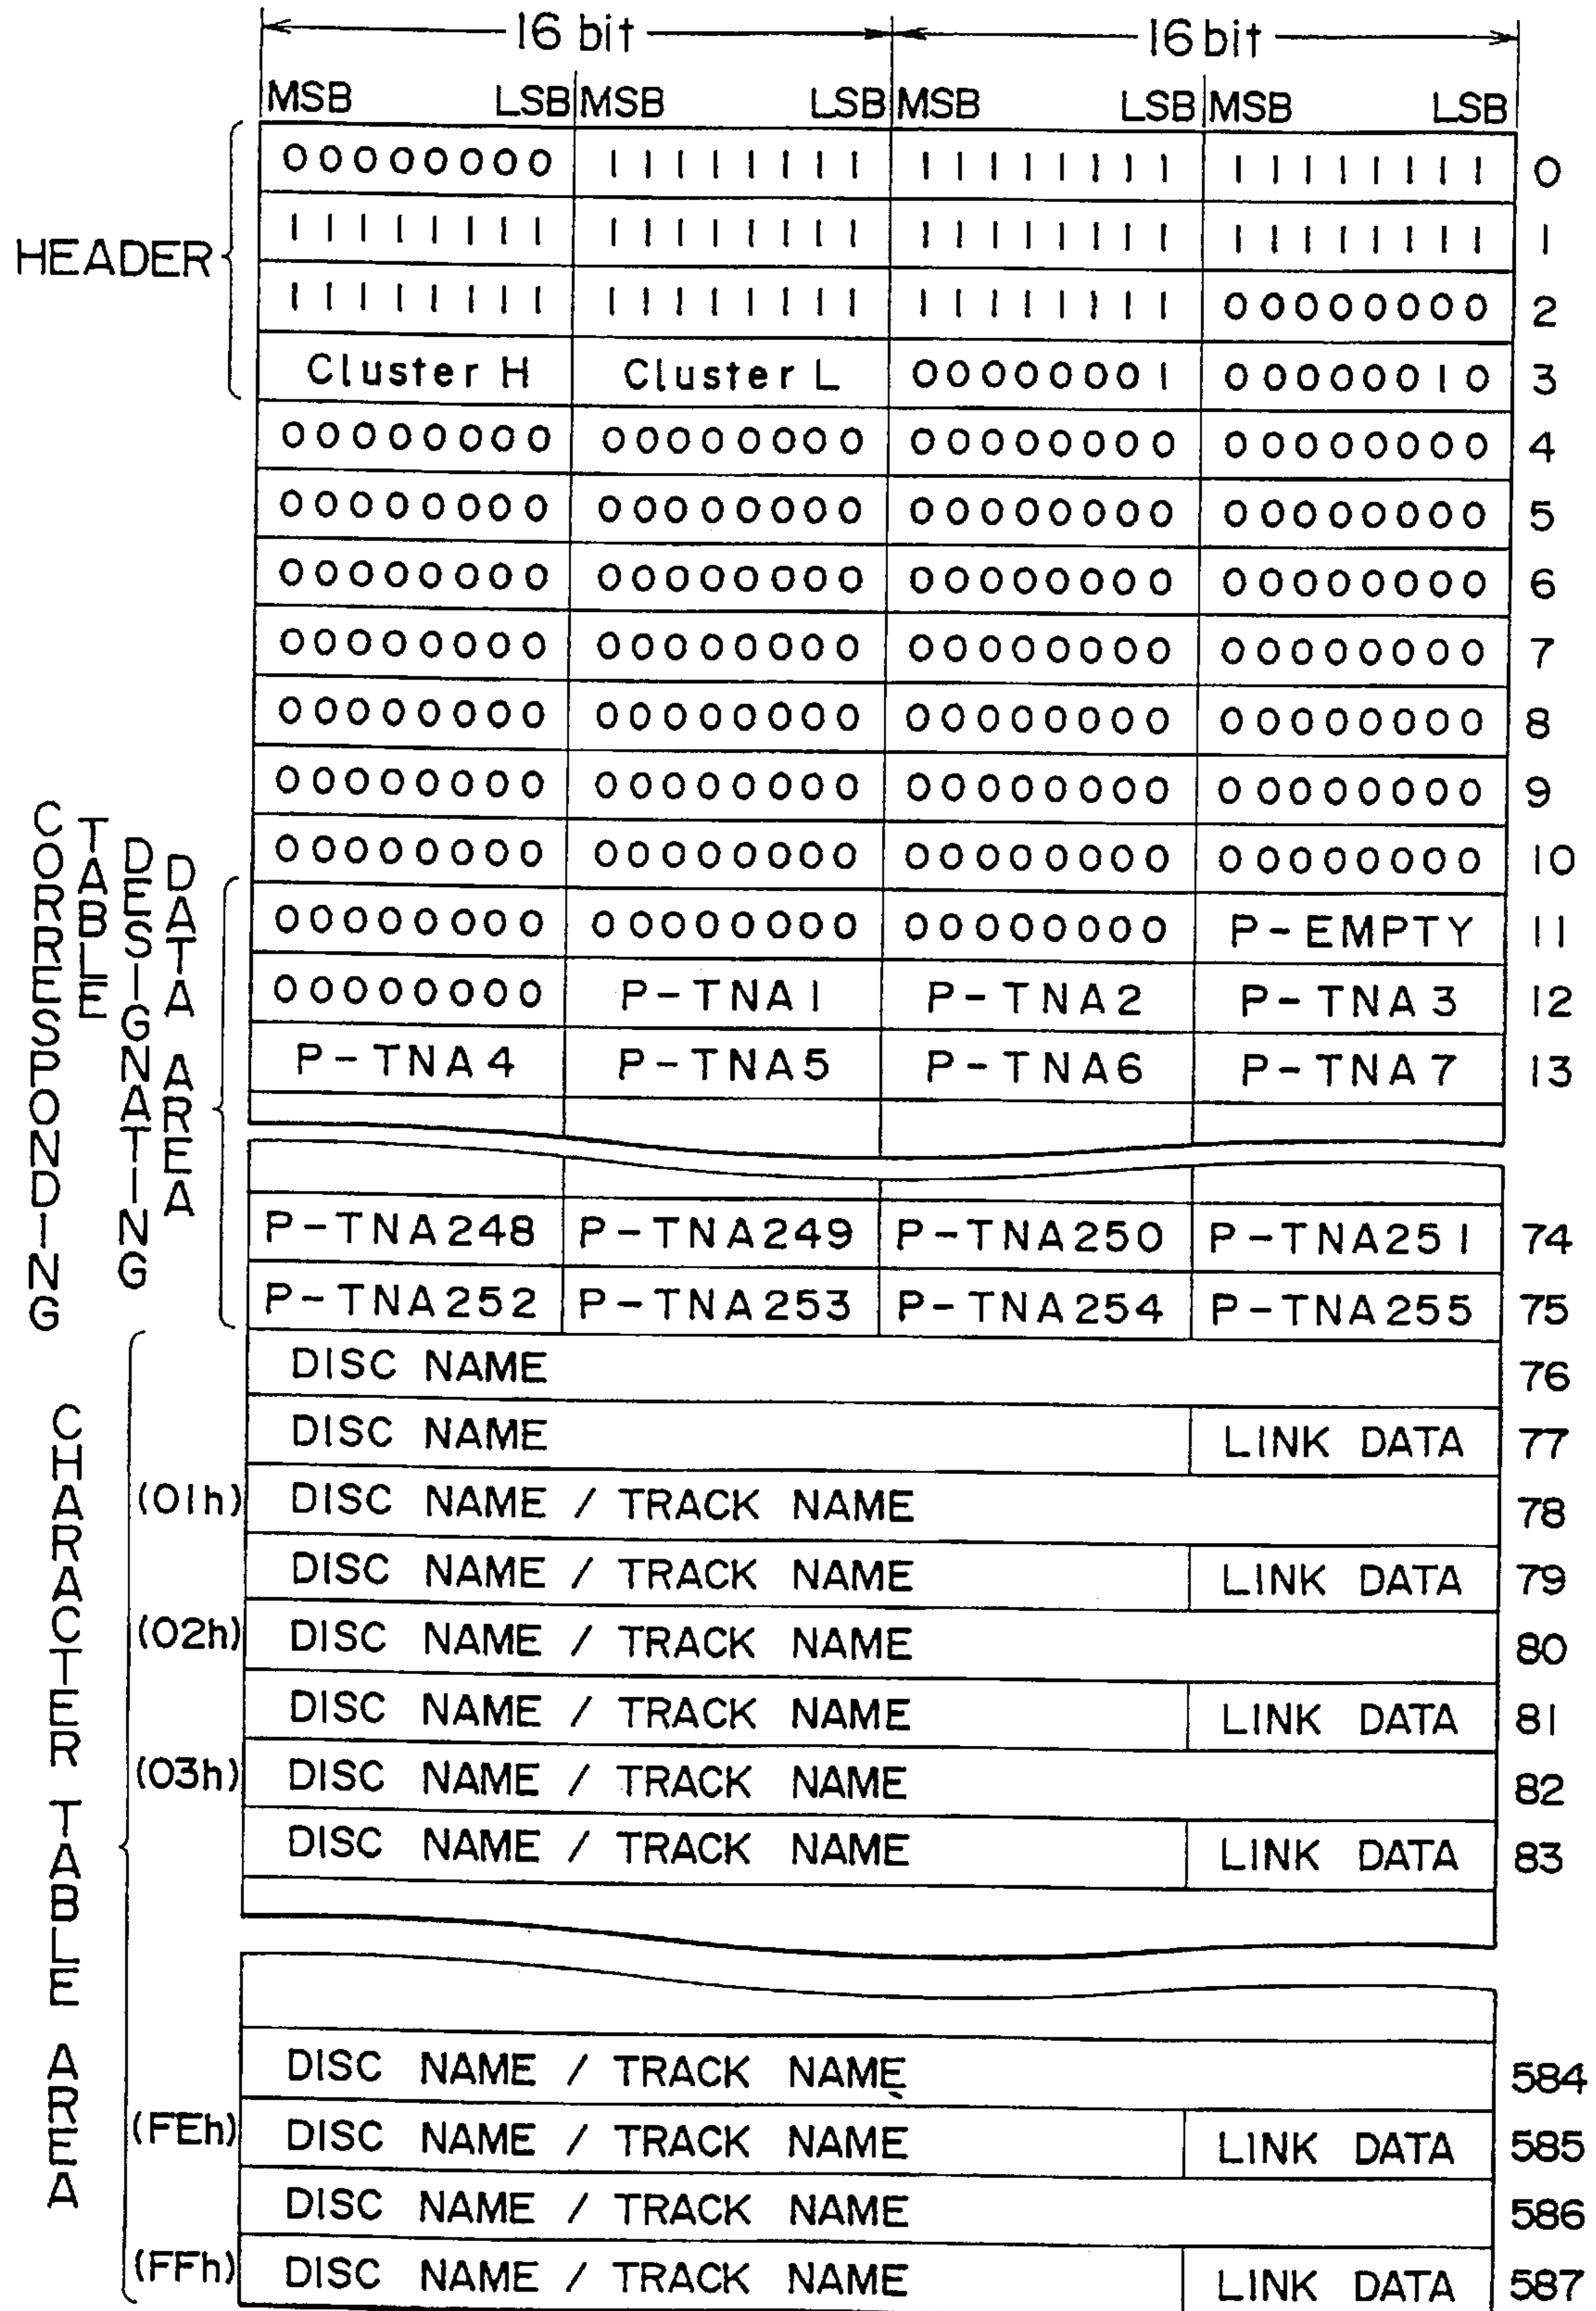 16 bit 16 bit
MSB LSB MSB LSB MSB LSB MSB LSB
HEADER
00000000 11111111 11111111 11111111 0
11111111 11111111 11111111 11111111 1
11111111 11111111 11111111 00000000 2
Cluster H Cluster L 00000001 00000010 3
00000000 00000000 00000000 00000000 4
00000000 00000000 00000000 00000000 5
00000000 00000000 00000000 00000000 6
00000000 00000000 00000000 00000000 7
00000000 00000000 00000000 00000000 8
00000000 00000000 00000000 00000000 9
00000000 00000000 00000000 00000000 10
CORRESPONDING
TABLE
DESIGNATING
DATA AREA
00000000 00000000 00000000 P-EMPTY 11
00000000 P-TNA1 P-TNA2 P-TNA3 12
P-TNA4 P-TNA5 P-TNA6 P-TNA7 13
P-TNA248 P-TNA249 P-TNA250 P-TNA251 74
P-TNA252 P-TNA253 P-TNA254 P-TNA255 75
CHARACTER TABLE AREA
DISC NAME 76
DISC NAME LINK DATA 77
(01h) DISC NAME / TRACK NAME 78
DISC NAME / TRACK NAME LINK DATA 79
(02h) DISC NAME / TRACK NAME 80
DISC NAME / TRACK NAME LINK DATA 81
(03h) DISC NAME / TRACK NAME 82
DISC NAME / TRACK NAME LINK DATA 83
DISC NAME / TRACK NAME 584
(FEh) DISC NAME / TRACK NAME LINK DATA 585
DISC NAME / TRACK NAME 586
(FFh) DISC NAME / TRACK NAME LINK DATA 587